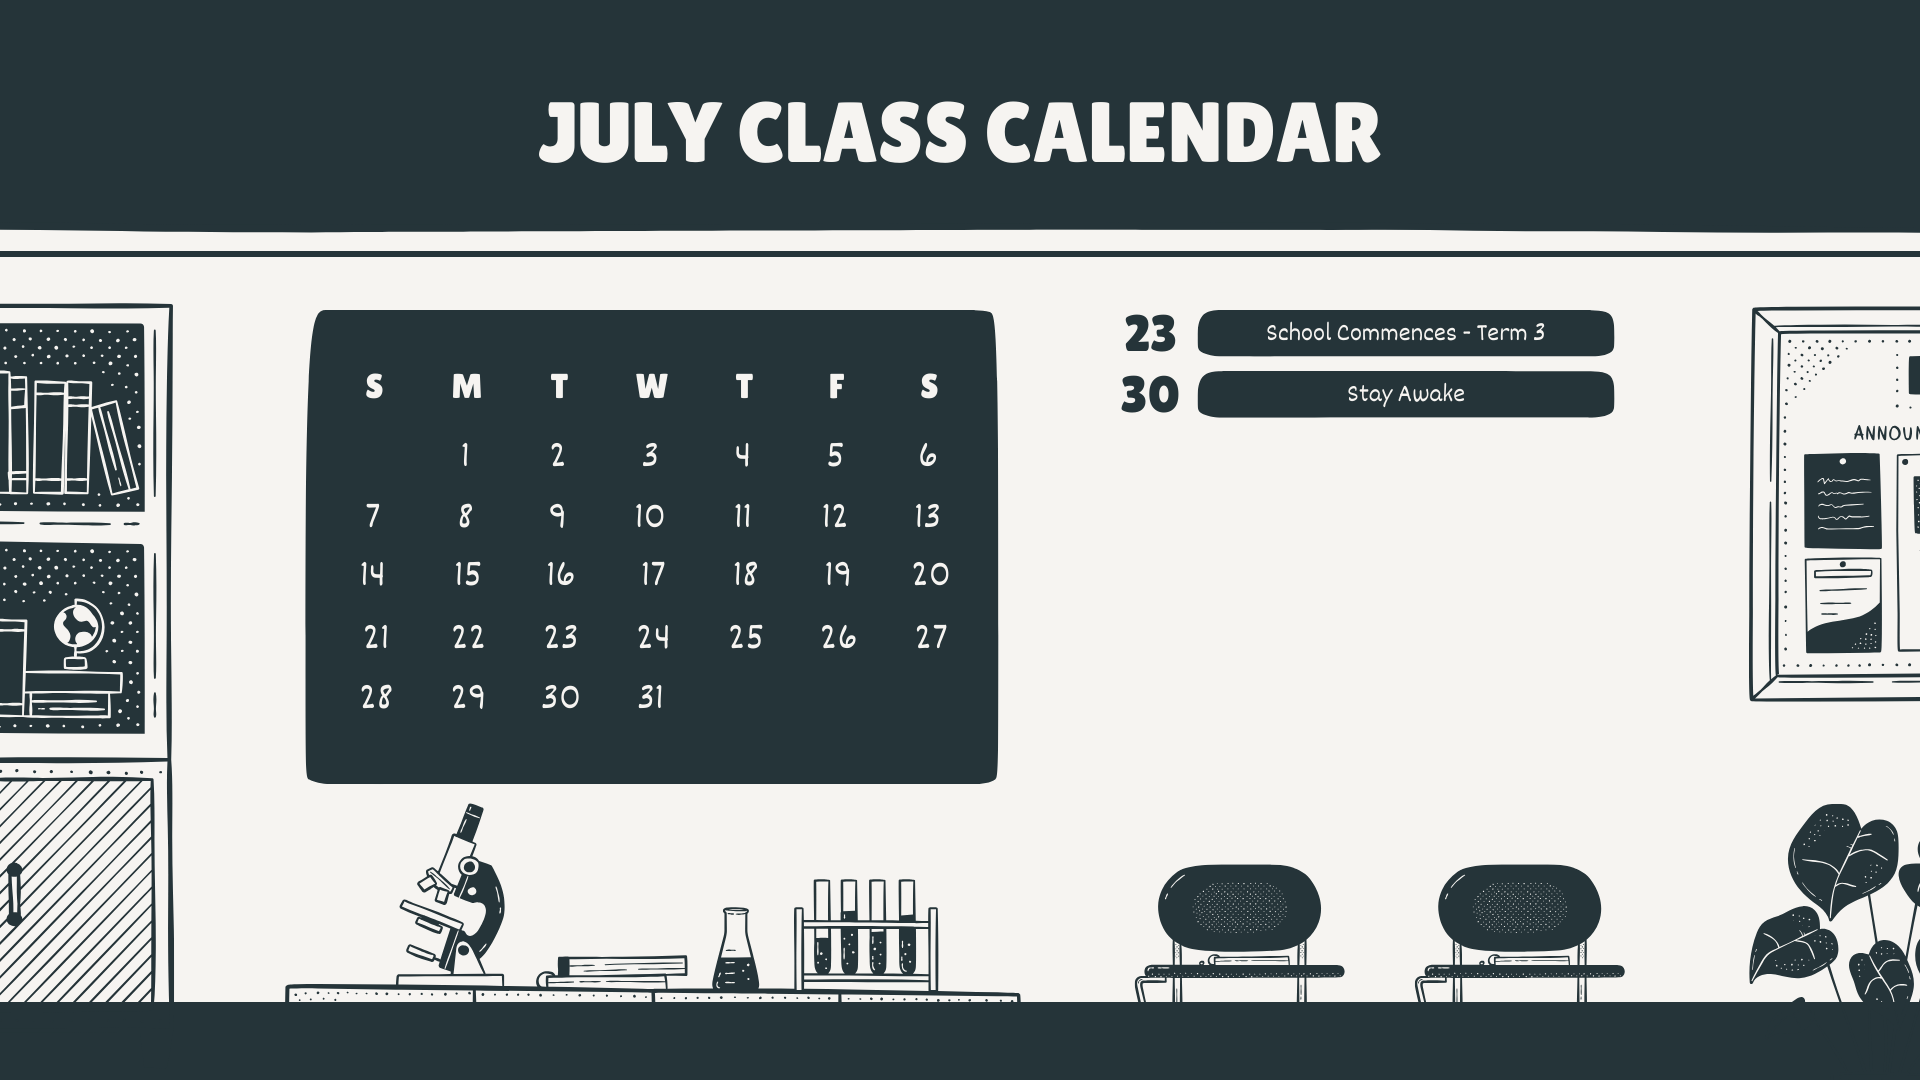 JULY CLASS CALENDAR
S M T W T F S
1 2 3 4 5 6
7 8 9 10 11 12 13
14 15 16 17 18 19 20
21 22 23 24 25 26 27
28 29 30 31
23 School Commences - Term 3
30 Stay Awake
ANNOUN